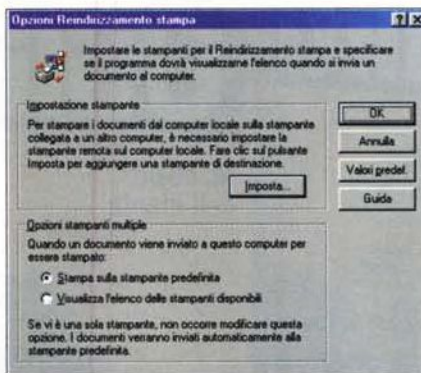 Opzioni Reindirizzamento stampa
Impostare le stampanti per il Reindirizzamento stampa e specificare
se il programma dovrà visualizzarne l'elenco quando si invia un
documento al computer.
Impostazione stampante
Per stampare i documenti dal computer locale sulla stampante
collegata a un altro computer, è necessario impostare la
stampante remota sul computer locale. Fare clic sul pulsante
Imposta per aggiungere una stampante di destinazione.
Imposta...
OK
Annulla
Valori predef.
Guida
Opzioni stampanti multiple
Quando un documento viene inviato a questo computer per
essere stampato:
Stampa sulla stampante predefinita
Visualizza l'elenco delle stampanti disponibili
Se vi è una sola stampante, non occorre modificare questa
opzione. I documenti verranno inviati automaticamente alla
stampante predefinita.